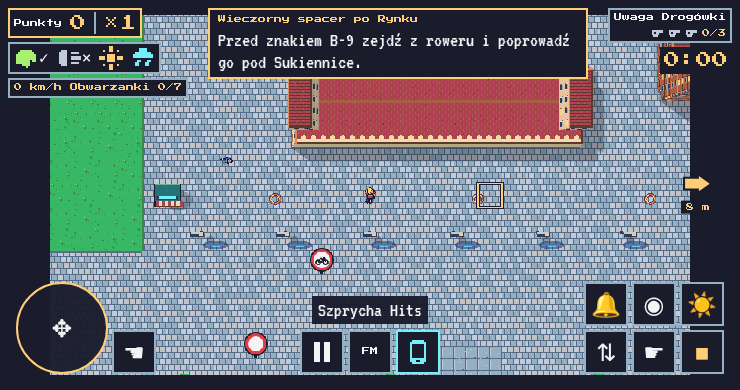 Punkty 0 x1
Wieczorny spacer po Rynku
Przed znakiem B-9 zejdź z roweru i poprowadź
go pod Sukiennice.
Uwaga Drogówki
0/3
0:00
0 km/h Obwarzanki 0/7
8 m
Szprycha Hits
FM